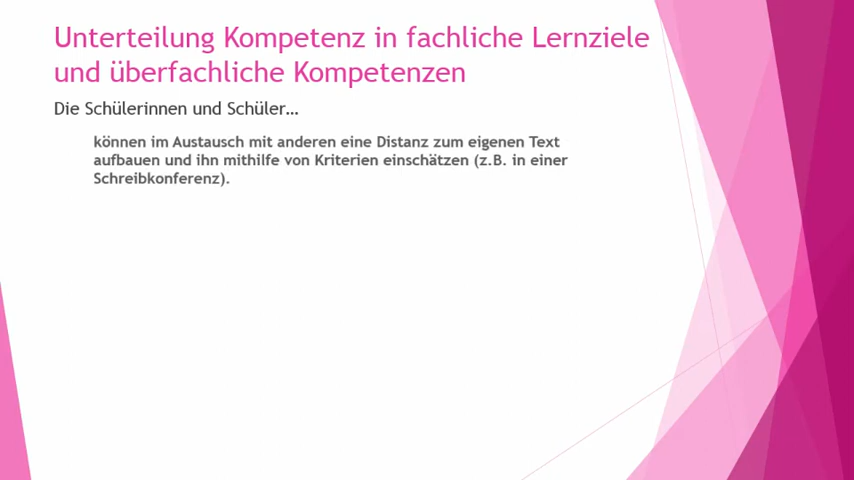 Unterteilung Kompetenz in fachliche Lernziele
und überfachliche Kompetenzen
Die Schülerinnen und Schüler…
können im Austausch mit anderen eine Distanz zum eigenen Text
aufbauen und ihn mithilfe von Kriterien einschätzen (z.B. in einer
Schreibkonferenz).